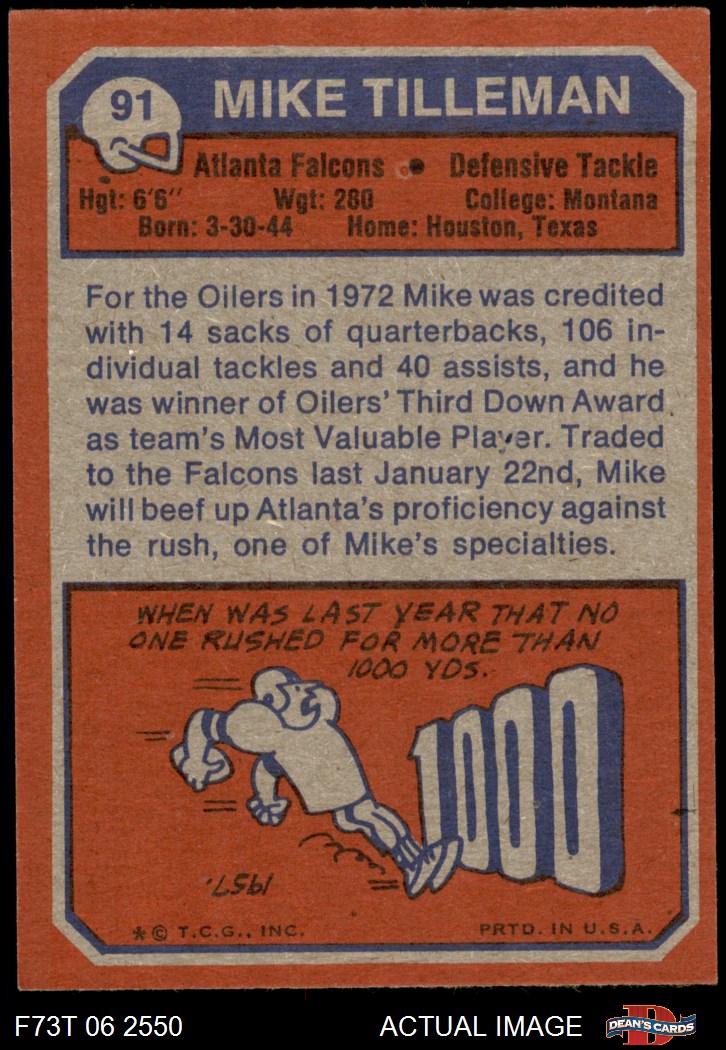 91
MIKE TILLEMAN
Atlanta Falcons • Defensive Tackle
Hgt: 6'6" Wgt: 280 College: Montana
Born: 3-30-44 Home: Houston, Texas
For the Oilers in 1972 Mike was credited
with 14 sacks of quarterbacks, 106 in-
dividual tackles and 40 assists, and he
was winner of Oilers' Third Down Award
as team's Most Valuable Player. Traded
to the Falcons last January 22nd, Mike
will beef up Atlanta's proficiency against
the rush, one of Mike's specialties.
WHEN WAS LAST YEAR THAT NO
ONE RUSHED FOR MORE THAN
1000 YDS.
1000
1957.
* © T.C.G., INC. PRTD. IN U.S.A.
F73T 06 2550 ACTUAL IMAGE D DEAN'S CARDS